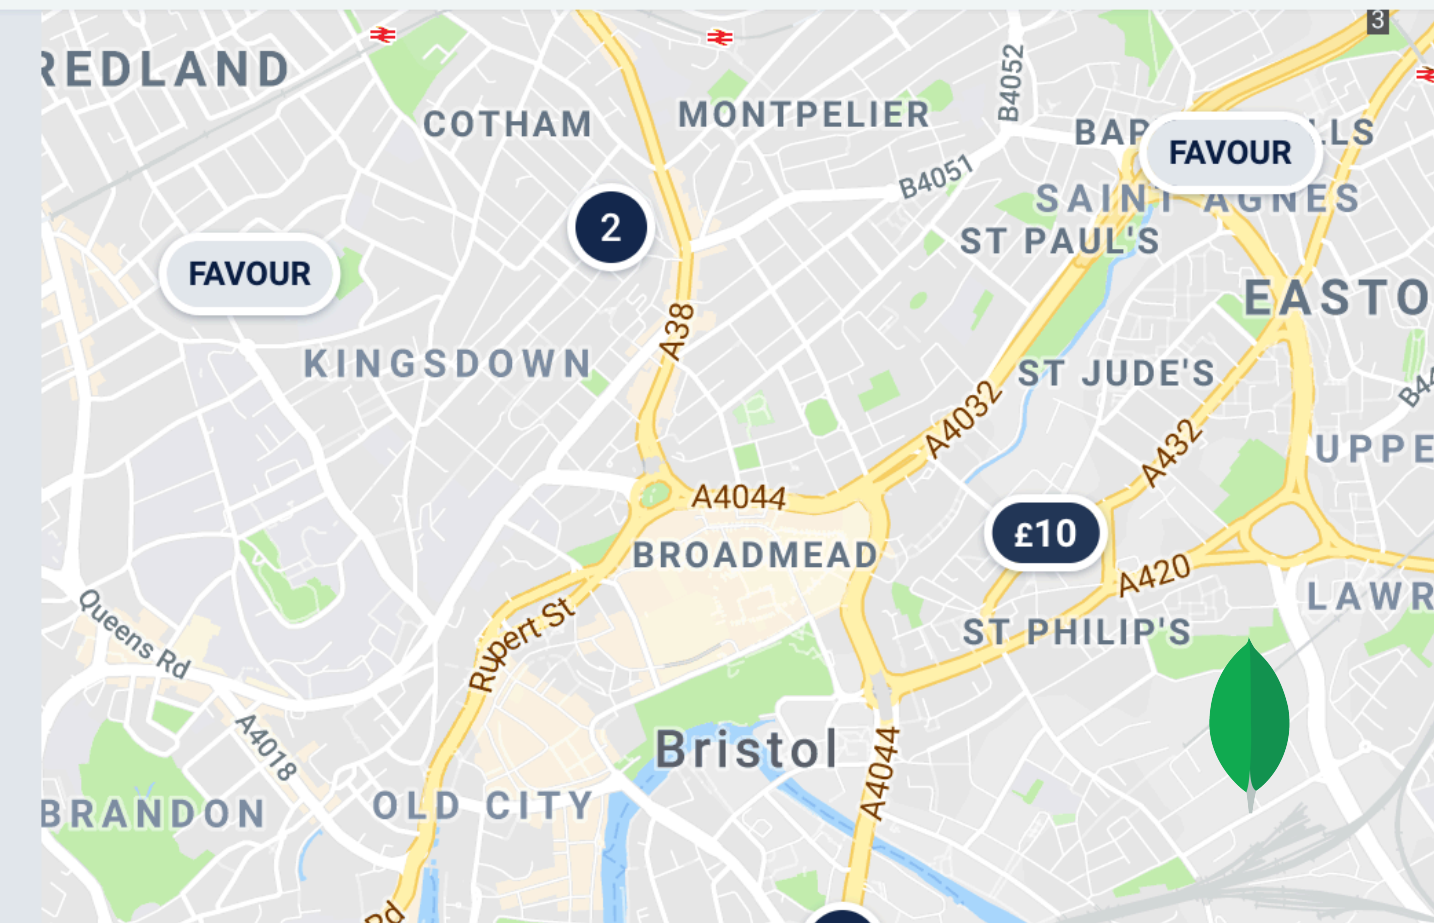 3
REDLAND
COTHAM
MONTPELIER
B4052
FAVOUR
B4051
SAINT AGNES
2
ST PAUL'S
FAVOUR
EASTO
A38
KINGSDOWN
ST JUDE'S
A4032
A432
UPPE
A4044
£10
BROADMEAD
A420
LAWR
Queens Rd
Rupert St
ST PHILIP'S
A4018
Bristol
A4044
BRANDON
OLD CITY
Rd